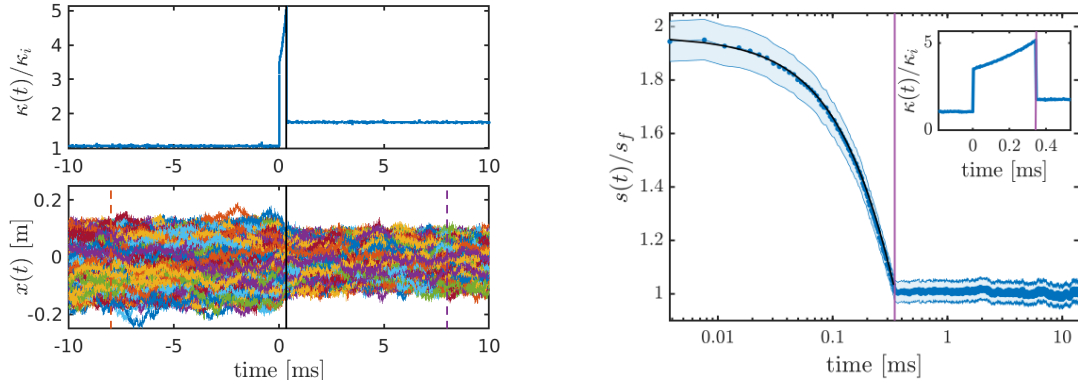 κ(t)/κᵢ
5
4
3
2
1
-10 -5 0 5 10
x(t) [m]
0.2
0
-0.2
-10 -5 0 5 10
time [ms]
s(t)/s_f
2
1.8
1.6
1.4
1.2
1
0.01 0.1 1 10
time [ms]
κ(t)/κᵢ
5
0
0 0.2 0.4
time [ms]